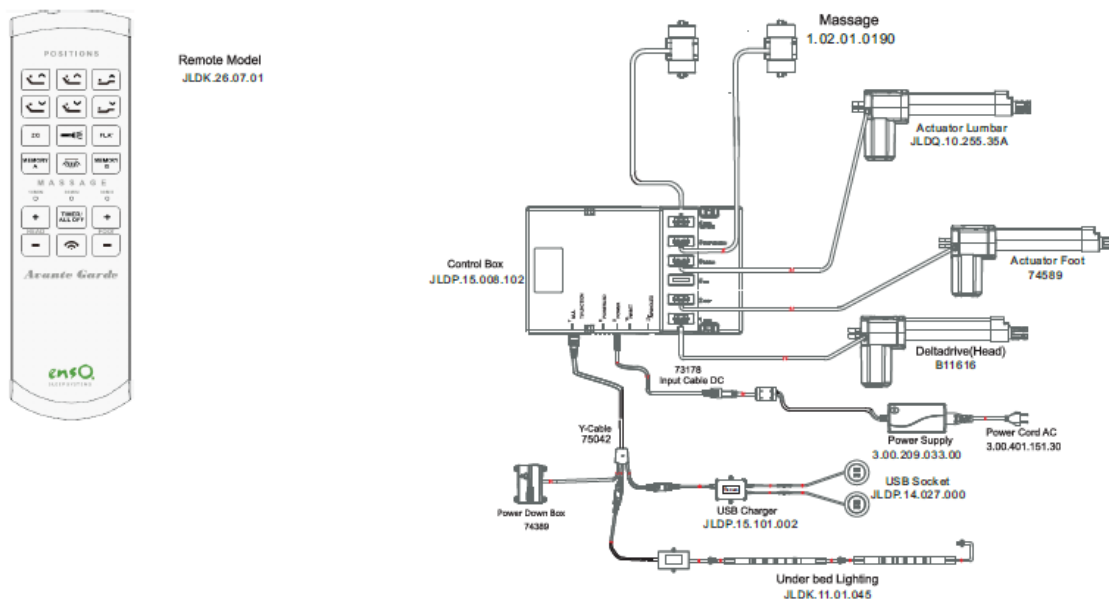 POSITIONS
ZG
FLAT
MEMORY
A
MEMORY
B
MASSAGE
+
TIMER/
ALL OFF
+
-
-
Avante Garde
ensO
Remote Model
JLDK.26.07.01
Massage
1.02.01.0190
Actuator Lumbar
JLDQ.10.255.35A
Actuator Foot
74589
Control Box
JLDP.15.008.102
Deltadrive(Head)
B11616
73178
Input Cable DC
Y-Cable
75042
Power Supply
3.00.209.033.00
Power Cord AC
3.00.401.151.30
USB Socket
JLDP.14.027.000
USB Charger
JLDP.15.101.002
Power Down Box
74389
Under bed Lighting
JLDK.11.01.045